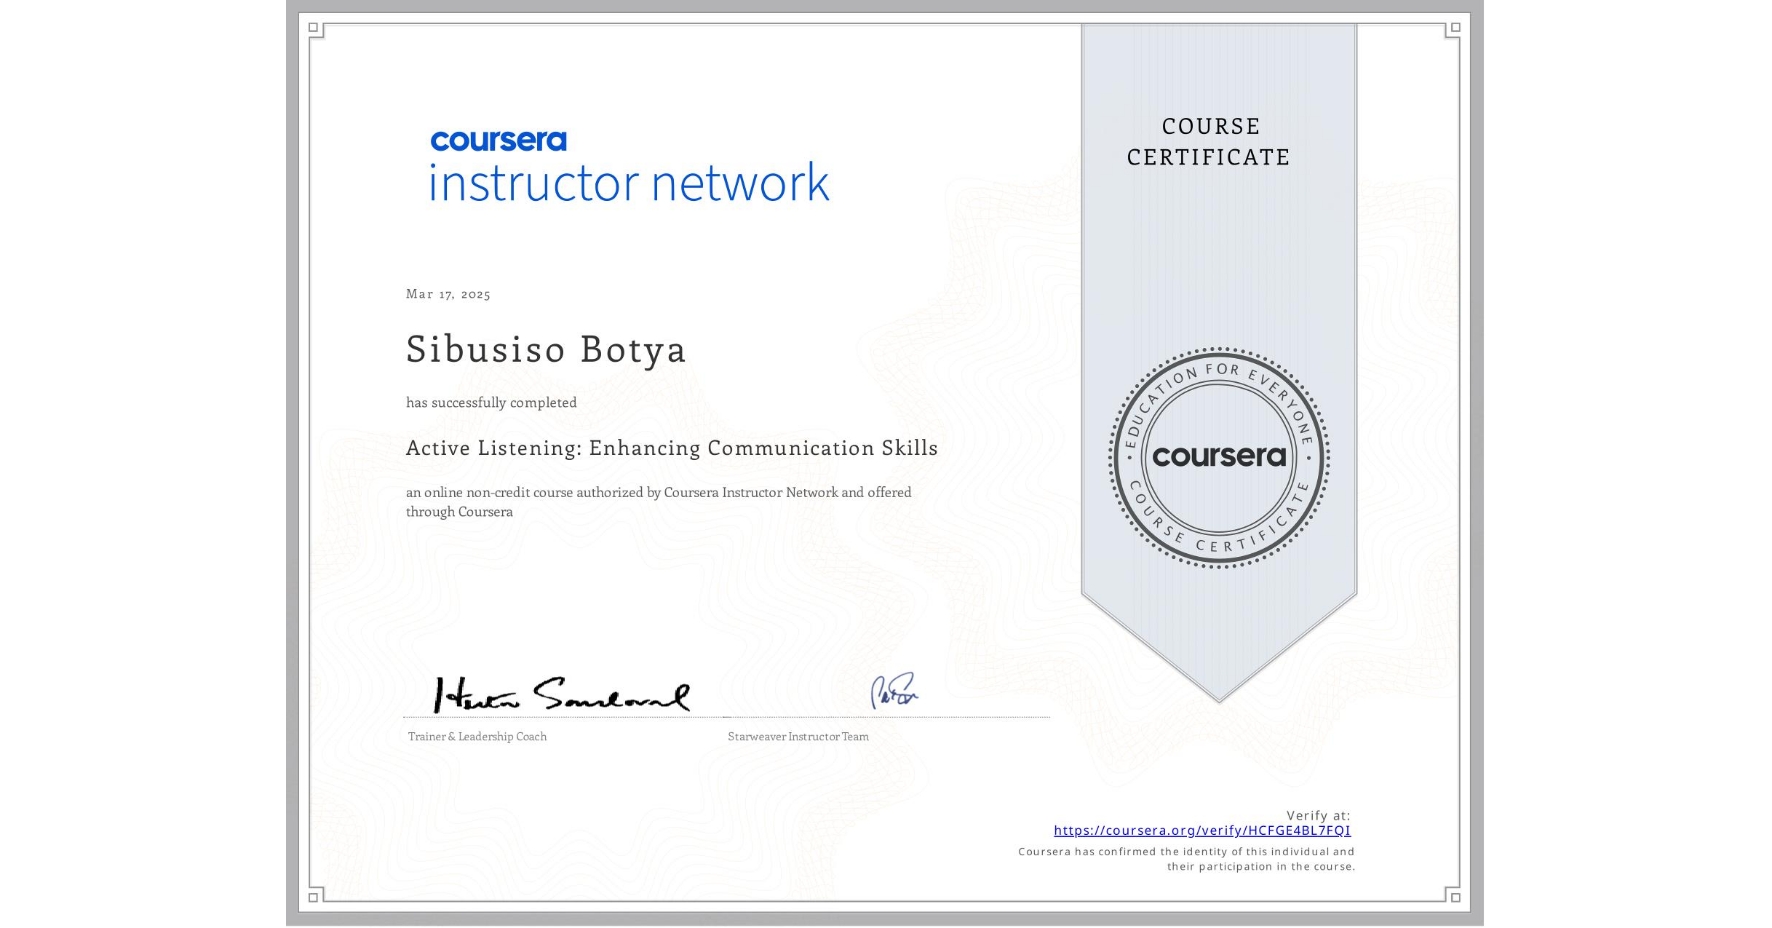 coursera
instructor network
COURSE
CERTIFICATE
Mar 17, 2025
Sibusiso Botya
has successfully completed
Active Listening: Enhancing Communication Skills
an online non-credit course authorized by Coursera Instructor Network and offered
through Coursera
EDUCATION FOR EVERYONE
coursera
COURSE CERTIFICATE
Trainer & Leadership Coach
Starweaver Instructor Team
Verify at:
https://coursera.org/verify/HCFGE4BL7FQI
Coursera has confirmed the identity of this individual and
their participation in the course.